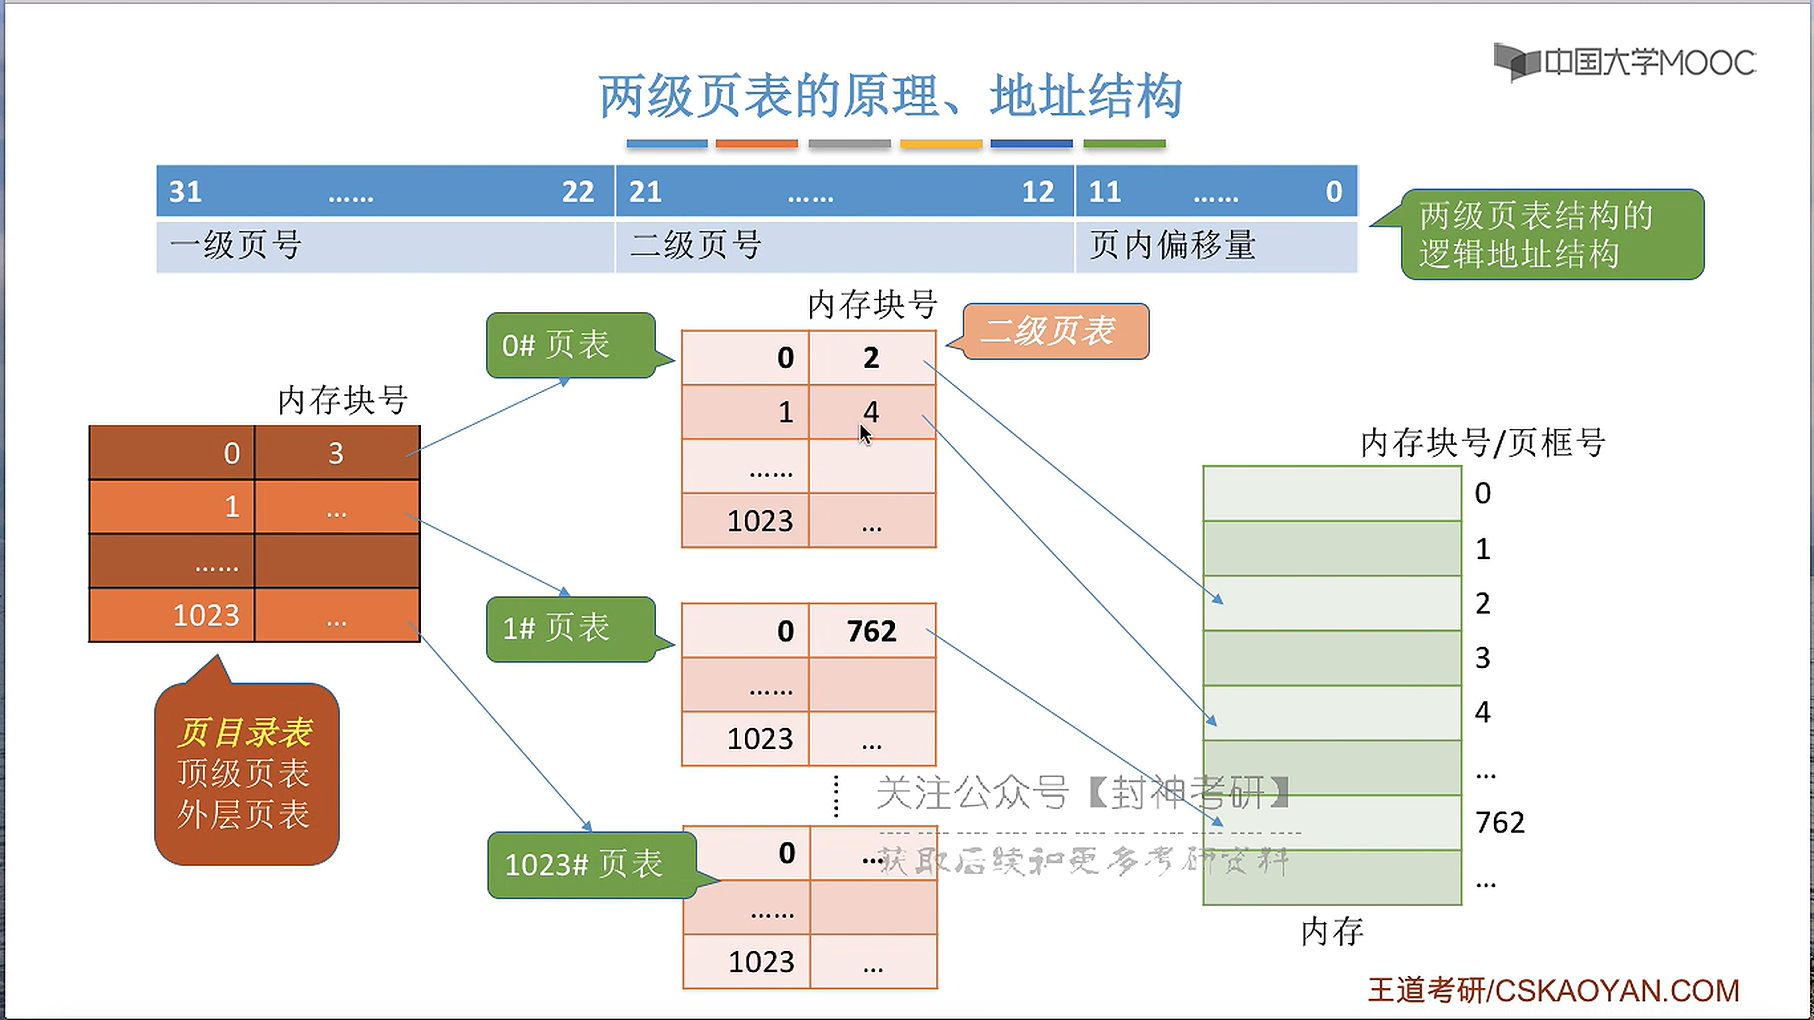 中国大学MOOC
两级页表的原理、地址结构
31 …… 22 21 …… 12 11 …… 0
一级页号 二级页号 页内偏移量
两级页表结构的
逻辑地址结构
内存块号
0 3
1 …
……
1023 …
页目录表
顶级页表
外层页表
0# 页表
1# 页表
1023# 页表
内存块号
二级页表
0 2
1 4
……
1023 …
0 762
……
1023 …
0 …
……
1023 …
内存块号/页框号
0
1
2
3
4
…
762
…
内存
关注公众号【封神考研】
获取后续和更多考研资料
王道考研/CSKAOYAN.COM